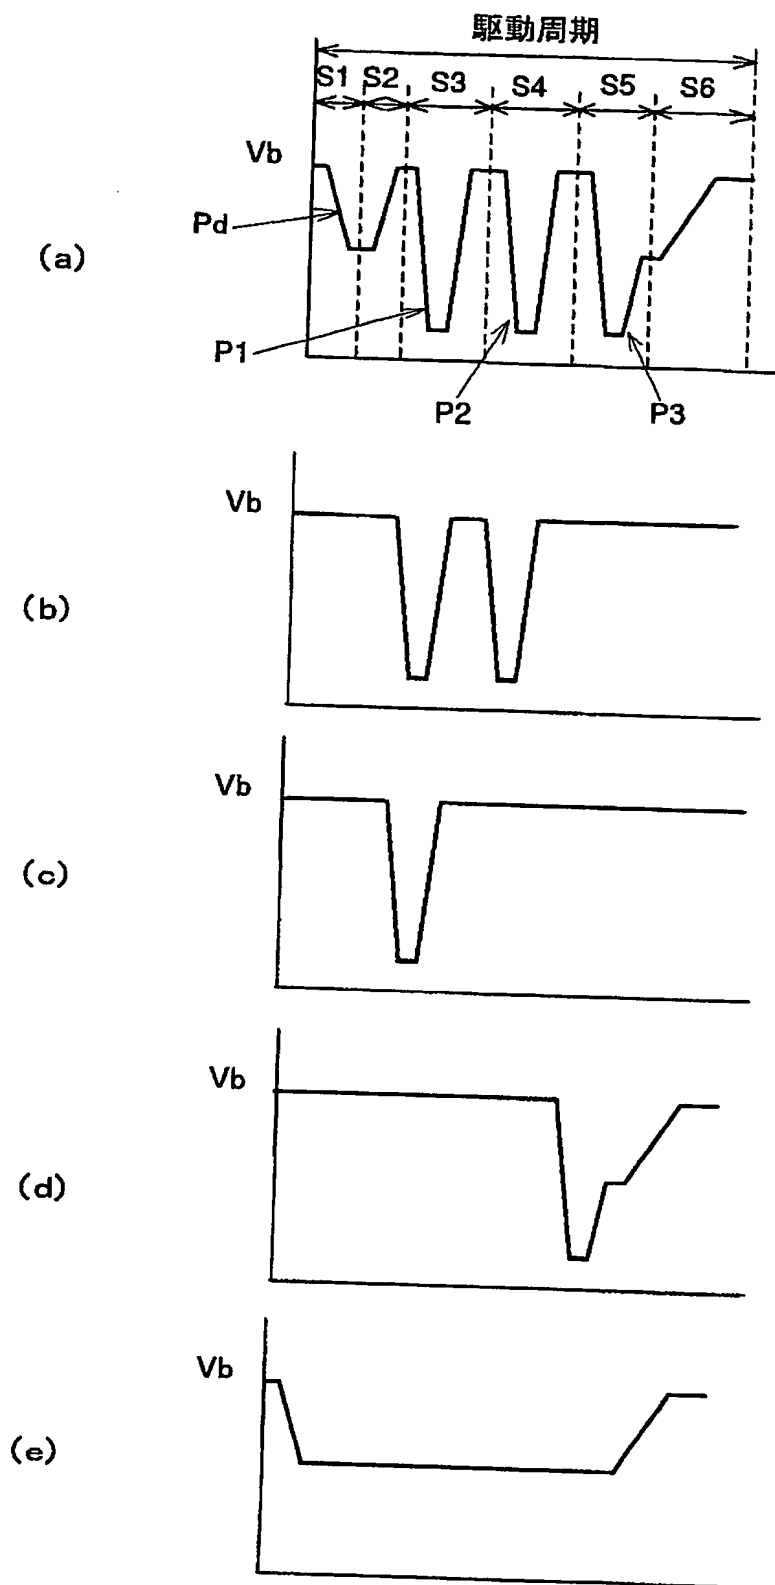 駆動周期
S1 S2 S3 S4 S5 S6
Vb
Pd
(a)
P1
P2 P3
Vb
(b)
Vb
(c)
Vb
(d)
Vb
(e)